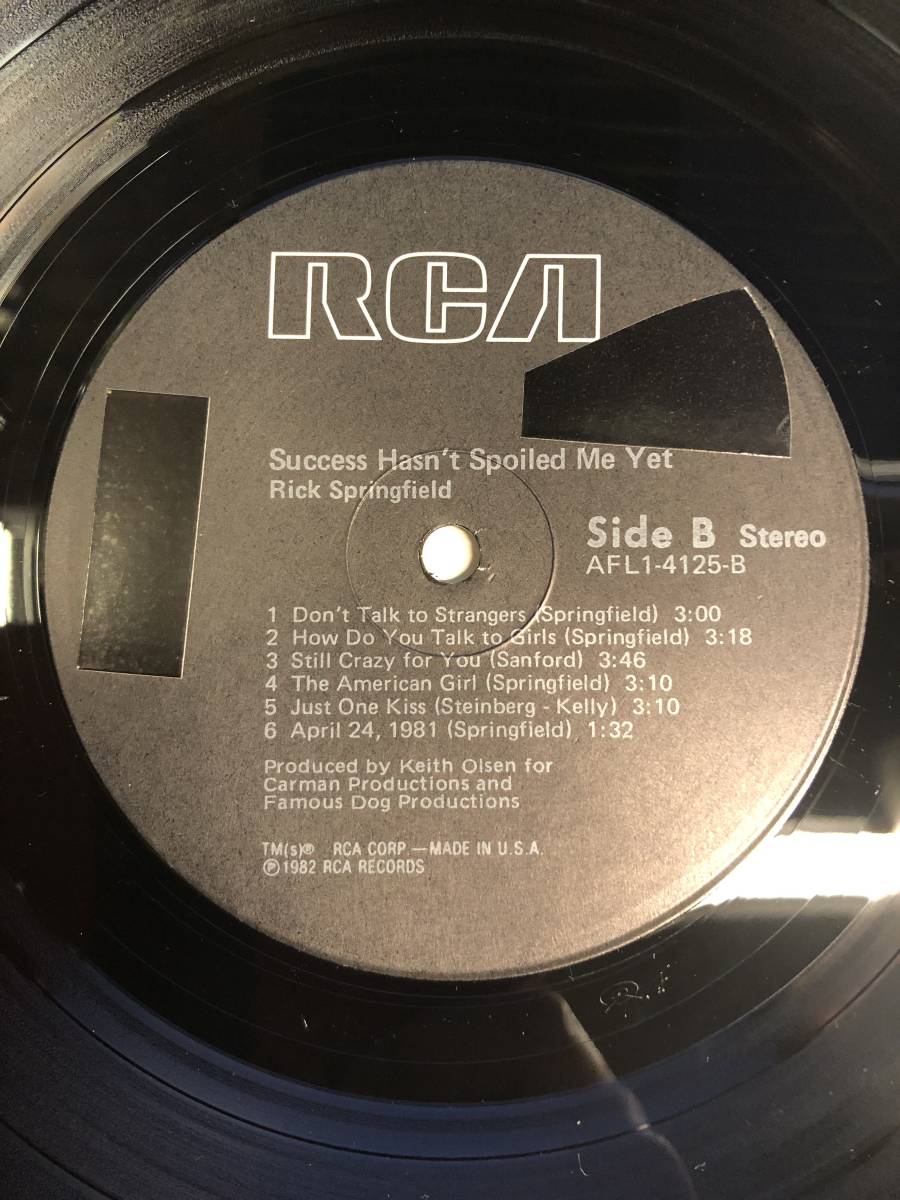 RCA
Success Hasn't Spoiled Me Yet
Rick Springfield
Side B Stereo
AFL1-4125-B
1 Don't Talk to Strangers (Springfield) 3:00
2 How Do You Talk to Girls (Springfield) 3:18
3 Still Crazy for You (Sanford) 3:46
4 The American Girl (Springfield) 3:10
5 Just One Kiss (Steinberg - Kelly) 3:10
6 April 24, 1981 (Springfield) 1:32
Produced by Keith Olsen for
Carman Productions and
Famous Dog Productions
TM(s)® RCA CORP.—MADE IN U.S.A.
℗1982 RCA RECORDS